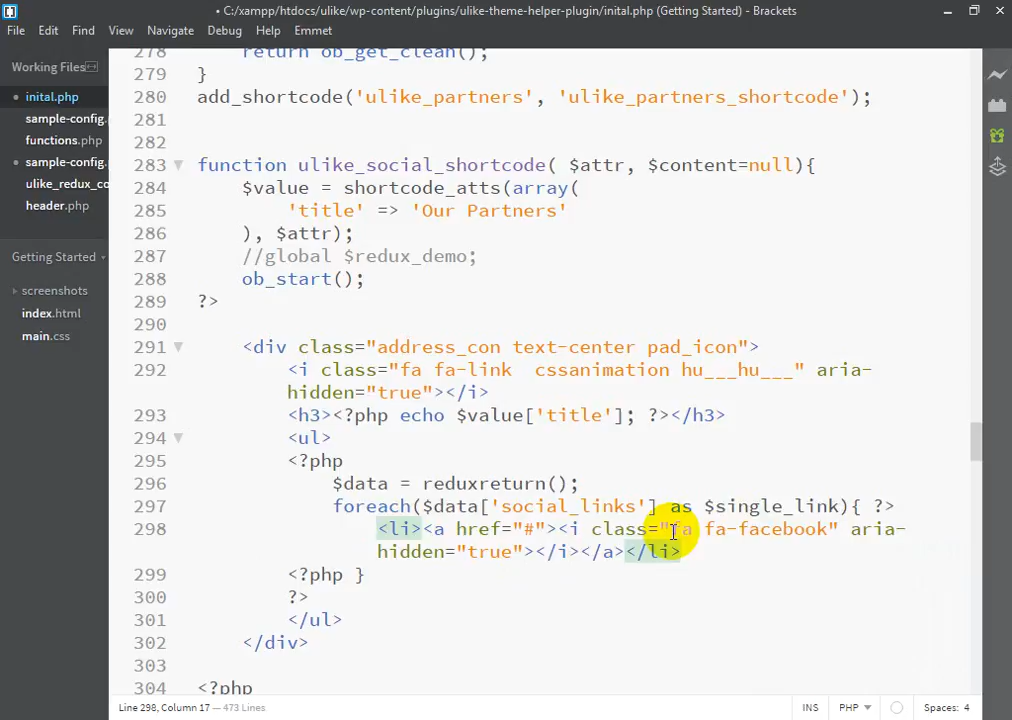 • C:/xampp/htdocs/ulike/wp-content/plugins/ulike-theme-helper-plugin/inital.php (Getting Started) - Brackets
File Edit Find View Navigate Debug Help Emmet
Working Files
inital.php
sample-config.
functions.php
sample-config.
ulike_redux_co
header.php
Getting Started
screenshots
index.html
main.css
278 return ob_get_clean();
279 }
280 add_shortcode('ulike_partners', 'ulike_partners_shortcode');
281
282
283 function ulike_social_shortcode( $attr, $content=null){
284 $value = shortcode_atts(array(
285 'title' => 'Our Partners'
286 ), $attr);
287 //global $redux_demo;
288 ob_start();
289 ?>
290
291 <div class="address_con text-center pad_icon">
292 <i class="fa fa-link  cssanimation hu___hu___" aria-
hidden="true"></i>
293 <h3><?php echo $value['title']; ?></h3>
294 <ul>
295 <?php
296 $data = reduxreturn();
297 foreach($data['social_links'] as $single_link){ ?>
298 <li><a href="#"><i class="fa fa-facebook" aria-
hidden="true"></i></a></li>
299 <?php }
300 ?>
301 </ul>
302 </div>
303
304 <?php
Line 298, Column 17 — 473 Lines
INS PHP Spaces: 4